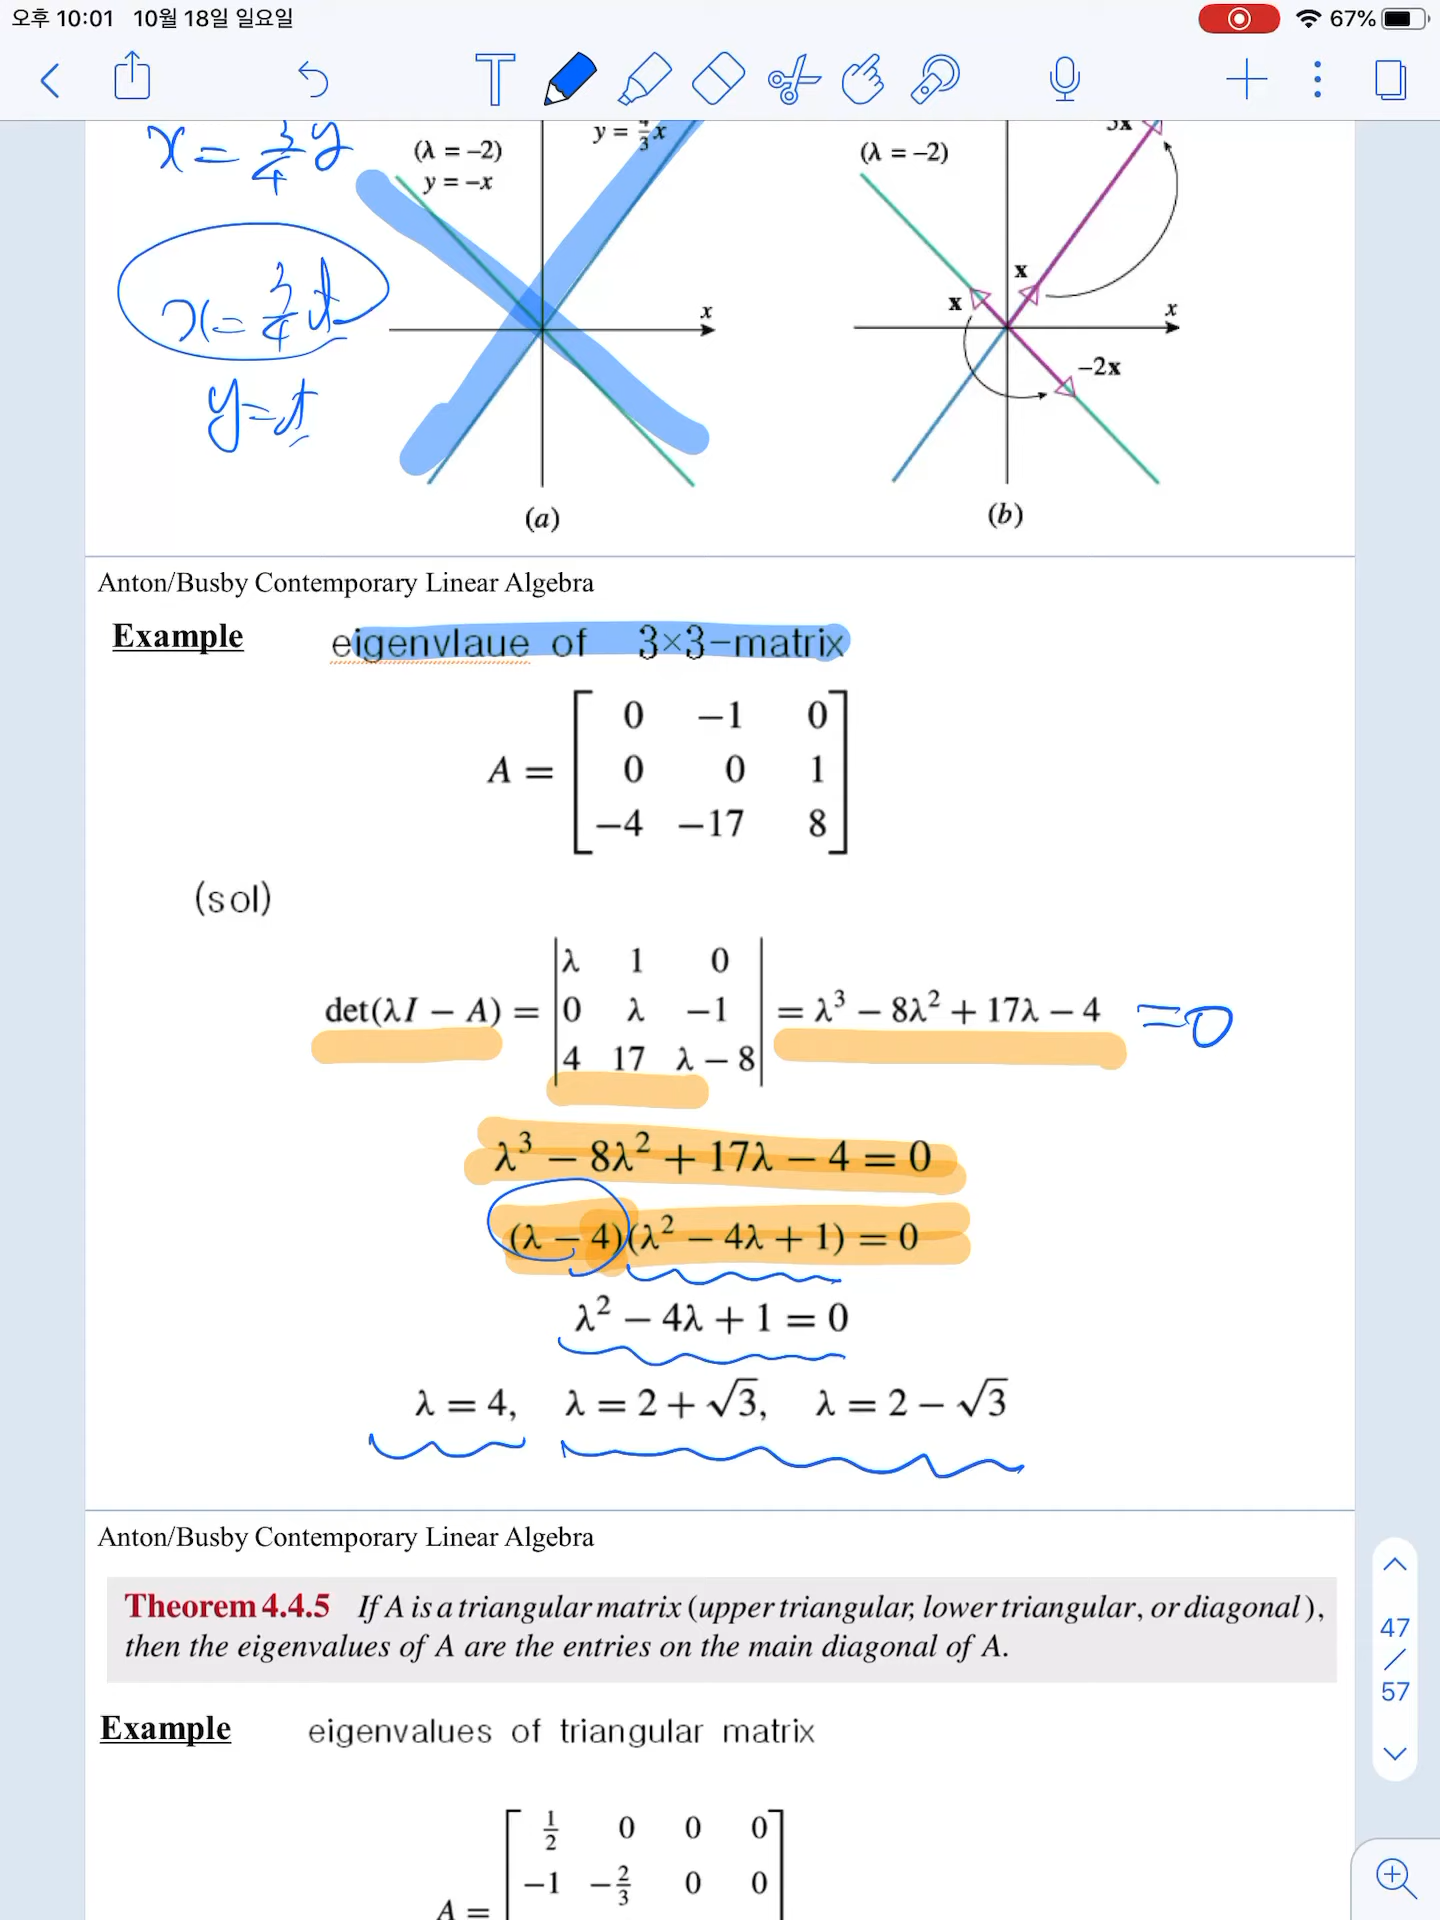 오후 10:01 10월 18일 일요일 67%
x = 3/4 y
x = 3/4 t
y = t
(λ = −2)
y = −x
y = 4/3 x
x
(a)
(λ = −2)
3x
x
x
x
−2x
(b)
Anton/Busby Contemporary Linear Algebra
Example eigenvlaue of 3×3−matrix
A = [ 0 −1 0
0 0 1
−4 −17 8 ]
(sol)
det(λI − A) = | λ 1 0
0 λ −1
4 17 λ − 8 | = λ³ − 8λ² + 17λ − 4 =0
λ³ − 8λ² + 17λ − 4 = 0
(λ − 4)(λ² − 4λ + 1) = 0
λ² − 4λ + 1 = 0
λ = 4, λ = 2 + √3, λ = 2 − √3
Anton/Busby Contemporary Linear Algebra
Theorem 4.4.5 If A is a triangular matrix (upper triangular, lower triangular, or diagonal),
then the eigenvalues of A are the entries on the main diagonal of A.
Example eigenvalues of triangular matrix
A = [ 1/2 0 0 0
−1 −2/3 0 0 ]
47
/
57